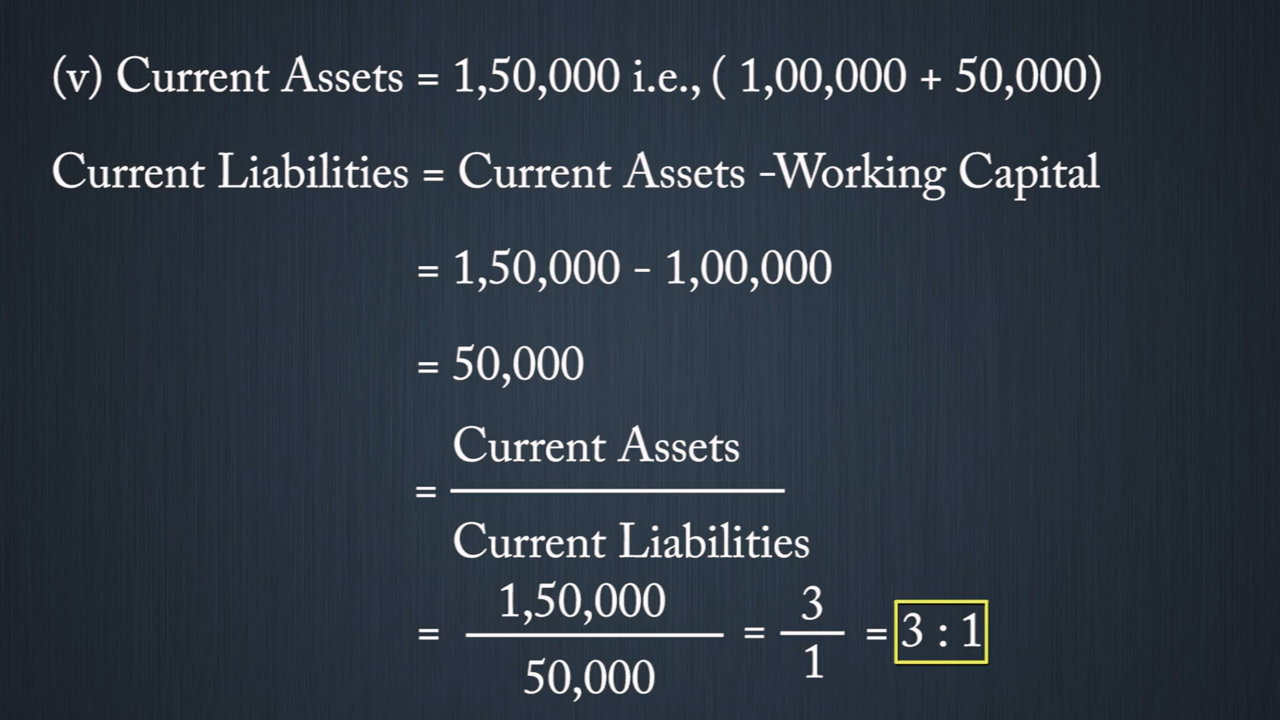 (v) Current Assets = 1,50,000 i.e., ( 1,00,000 + 50,000)
Current Liabilities = Current Assets -Working Capital
= 1,50,000 - 1,00,000
= 50,000
= Current Assets
Current Liabilities
= 1,50,000 = 3 = 3 : 1
50,000 1